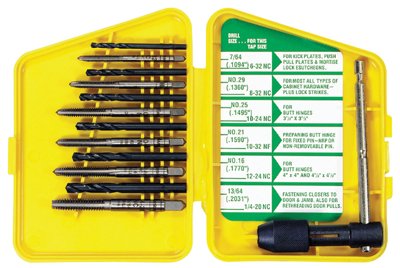 DRILL
SIZE . . . FOR THIS
TAP SIZE
7/64
(.1094") 6-32 NC
FOR KICK PLATES, PUSH
PULL PLATES & MORTISE
LOCK ESCUTCHEONS.
NO. 29
(.1360") 8-32 NC
FOR MOST ALL TYPES OF
CABINET HARDWARE—
PLUS LOCK STRIKES.
NO. 25
(.1495") 10-24 NC
FOR
BUTT HINGES
NO. 21
(.1590") 10-32 NF
PREPARING BUTT HINGE
FOR FIXED PIN—NRP OR
NON-REMOVABLE PIN.
NO. 16
(.1770") 12-24 NC
FOR
BUTT HINGES
4" x 4" AND 4½" x 4½"
13/64
(.2031") 1/4-20 NC
FASTENING CLOSERS TO
DOOR & JAMB. ALSO FOR
RETHREADING DOOR PULLS.